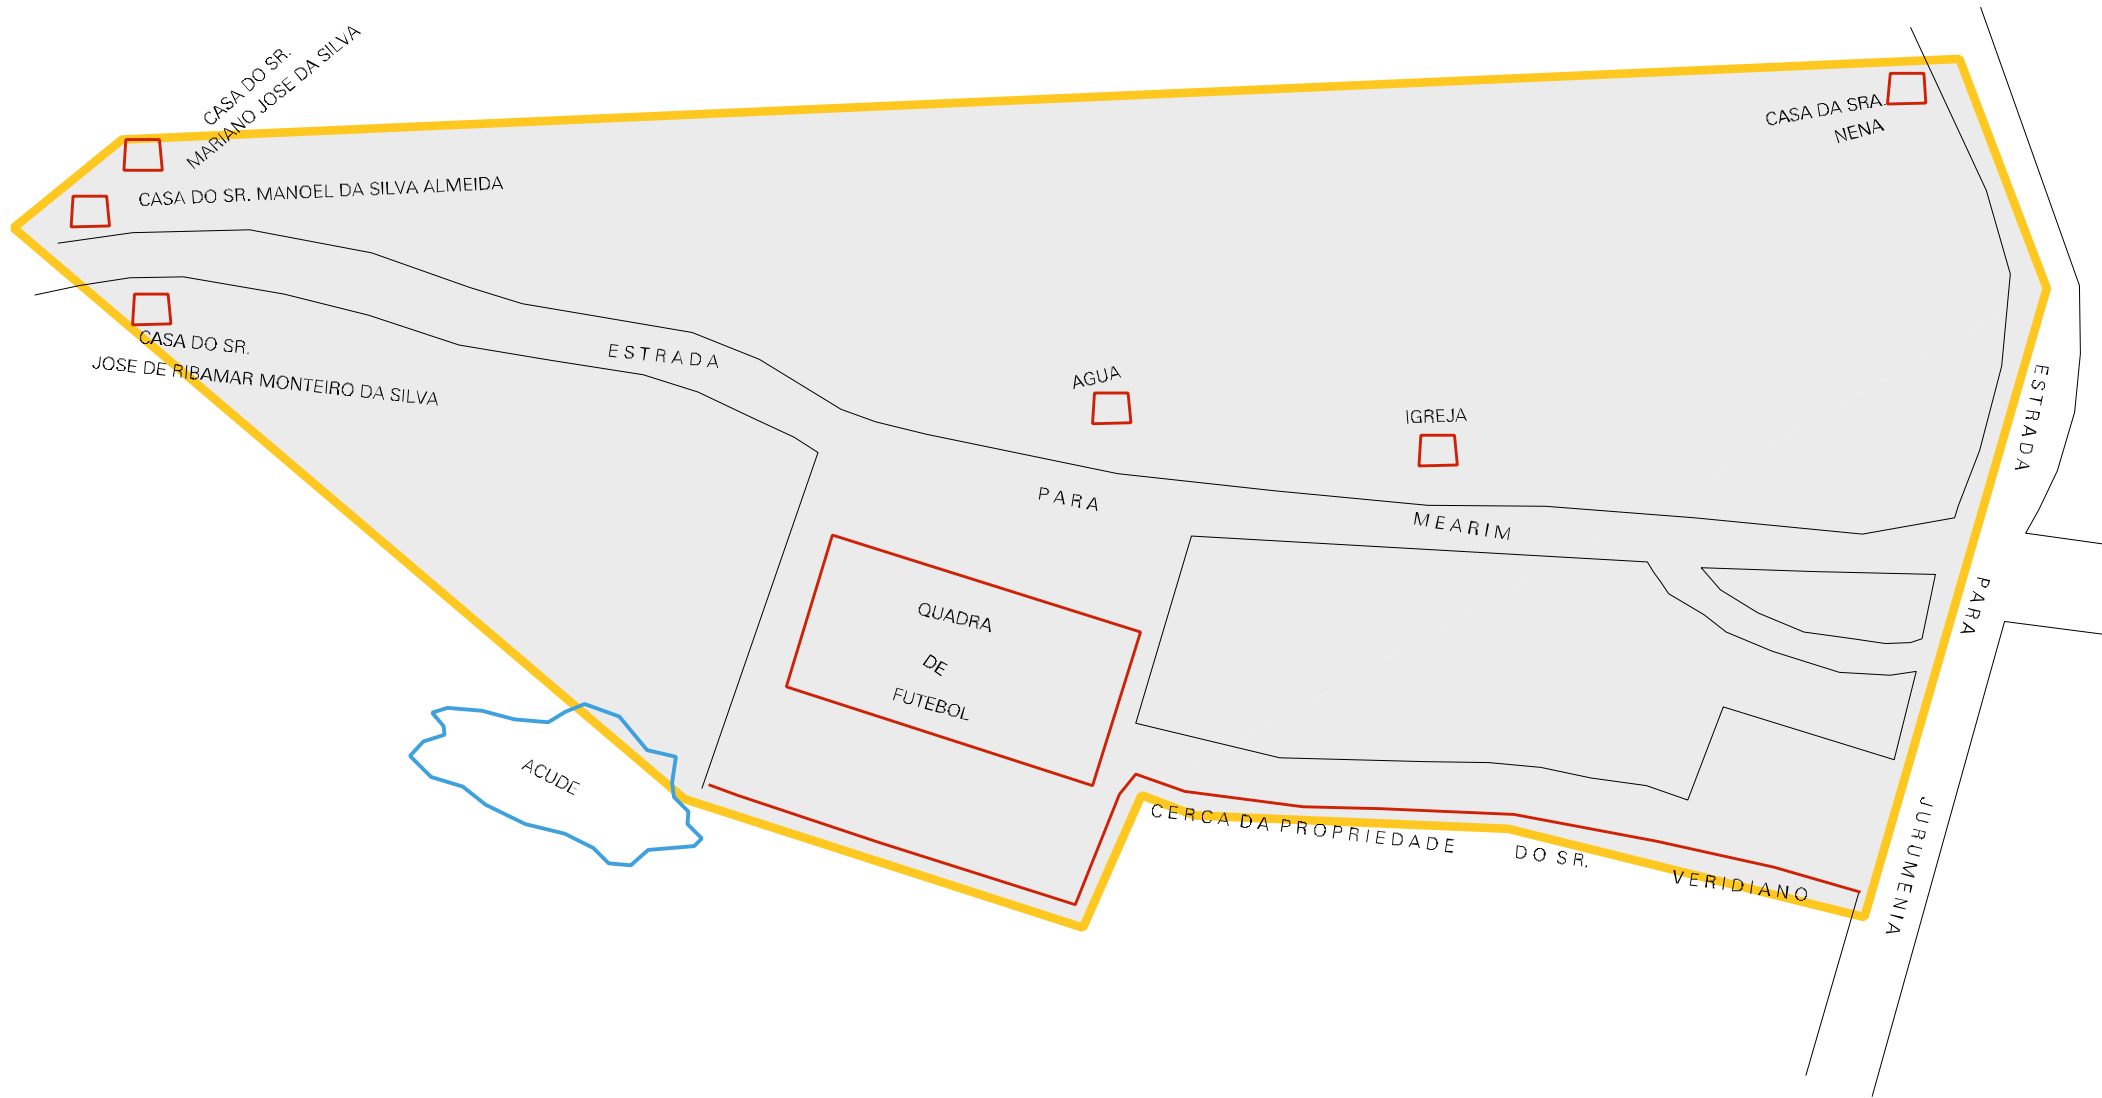 CASA DO SR.
MARIANO JOSE DA SILVA
CASA DO SR. MANOEL DA SILVA ALMEIDA
CASA DO SR.
JOSE DE RIBAMAR MONTEIRO DA SILVA
CASA DA SRA.
NENA
ESTRADA
PARA
MEARIM
AGUA
IGREJA
QUADRA
DE
FUTEBOL
ACUDE
CERCA DA PROPRIEDADE DO SR. VERIDIANO
ESTRADA
PARA
JURUMENIA